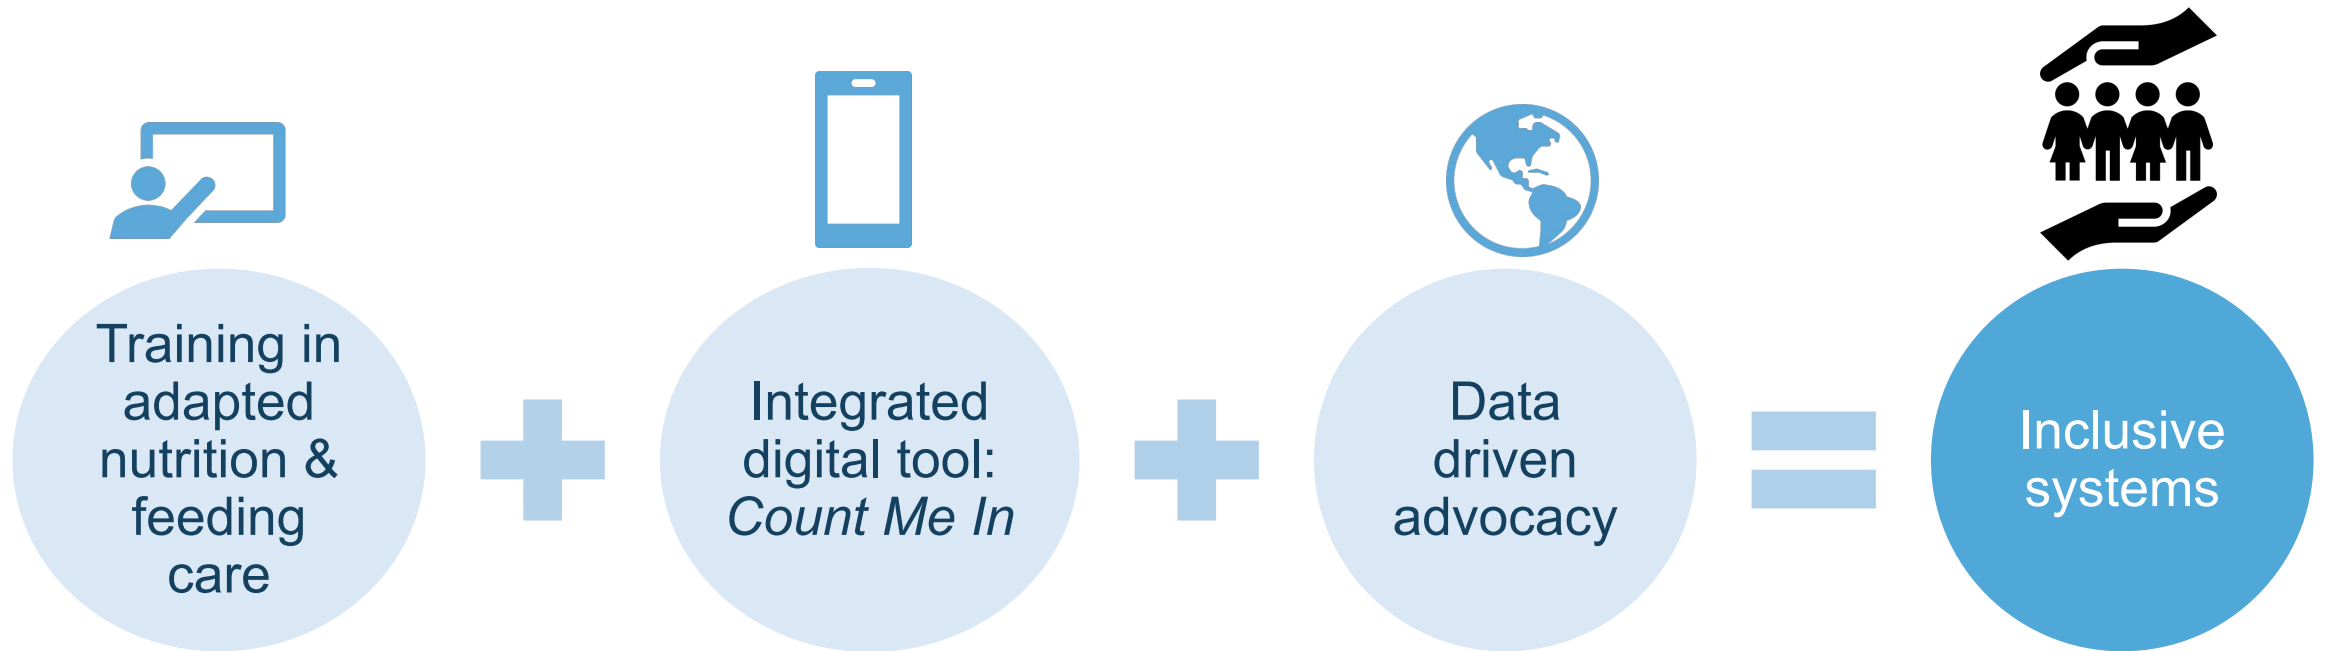 Training in
adapted
nutrition &
feeding
care
Integrated
digital tool:
Count Me In
Data
driven
advocacy
Inclusive
systems